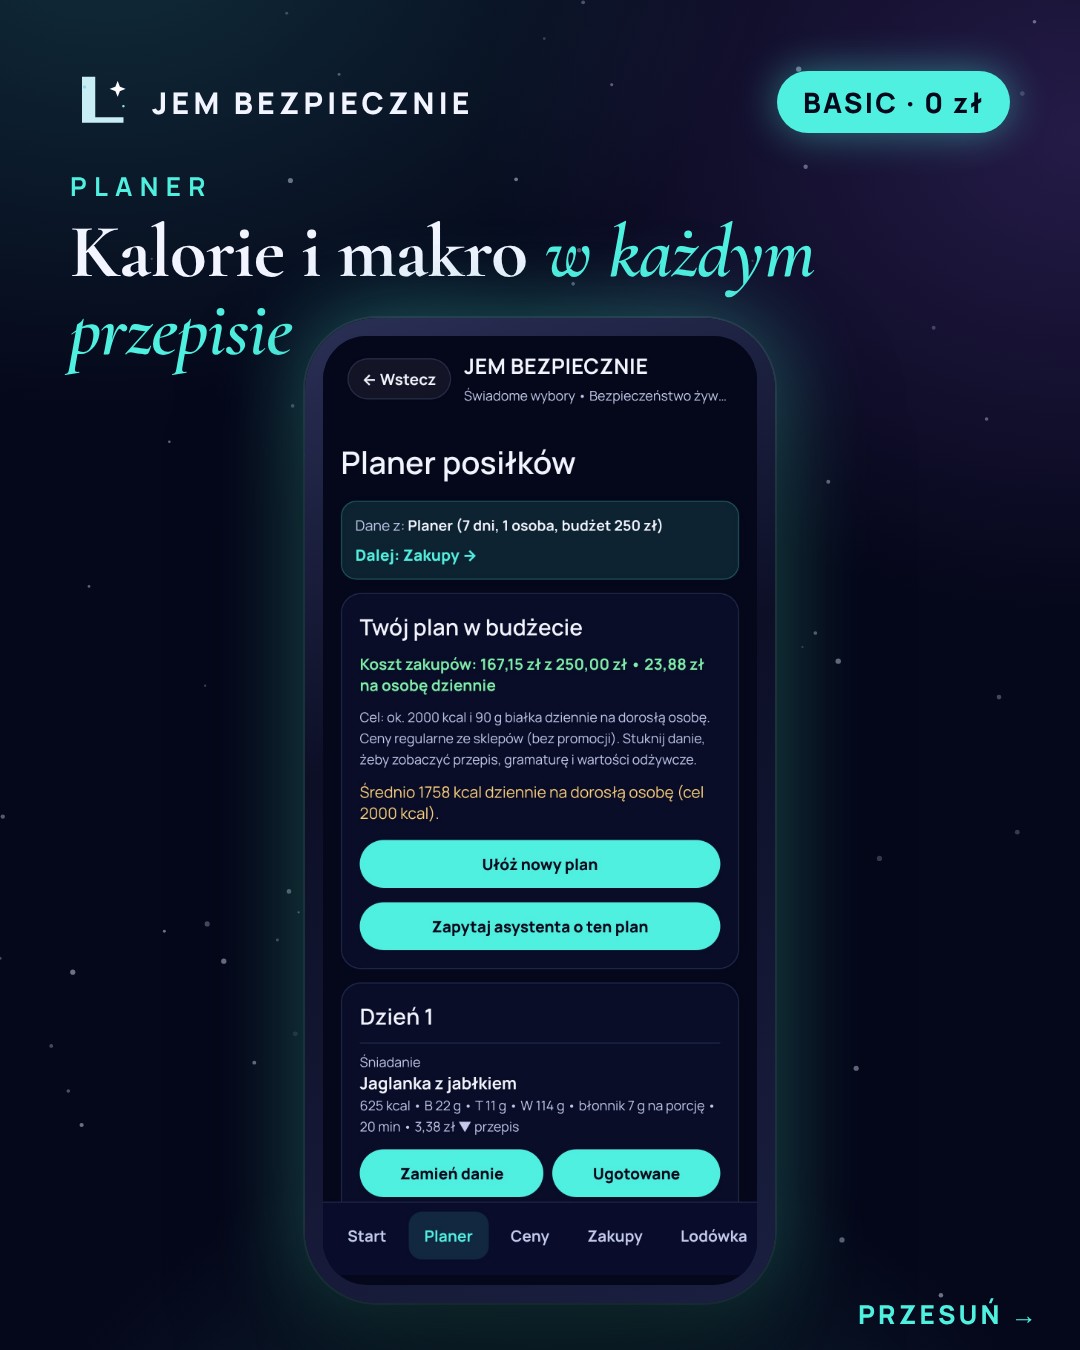 JEM BEZPIECZNIE
BASIC · 0 zł
PLANER
Kalorie i makro w każdym
przepisie
← Wstecz
JEM BEZPIECZNIE
Świadome wybory • Bezpieczeństwo żyw…
Planer posiłków
Dane z: Planer (7 dni, 1 osoba, budżet 250 zł)
Dalej: Zakupy →
Twój plan w budżecie
Koszt zakupów: 167,15 zł z 250,00 zł • 23,88 zł
na osobę dziennie
Cel: ok. 2000 kcal i 90 g białka dziennie na dorosłą osobę.
Ceny regularne ze sklepów (bez promocji). Stuknij danie,
żeby zobaczyć przepis, gramaturę i wartości odżywcze.
Średnio 1758 kcal dziennie na dorosłą osobę (cel
2000 kcal).
Ułóż nowy plan
Zapytaj asystenta o ten plan
Dzień 1
Śniadanie
Jaglanka z jabłkiem
625 kcal • B 22 g • T 11 g • W 114 g • błonnik 7 g na porcję •
20 min • 3,38 zł ▼ przepis
Zamień danie
Ugotowane
Start
Planer
Ceny
Zakupy
Lodówka
PRZESUŃ →